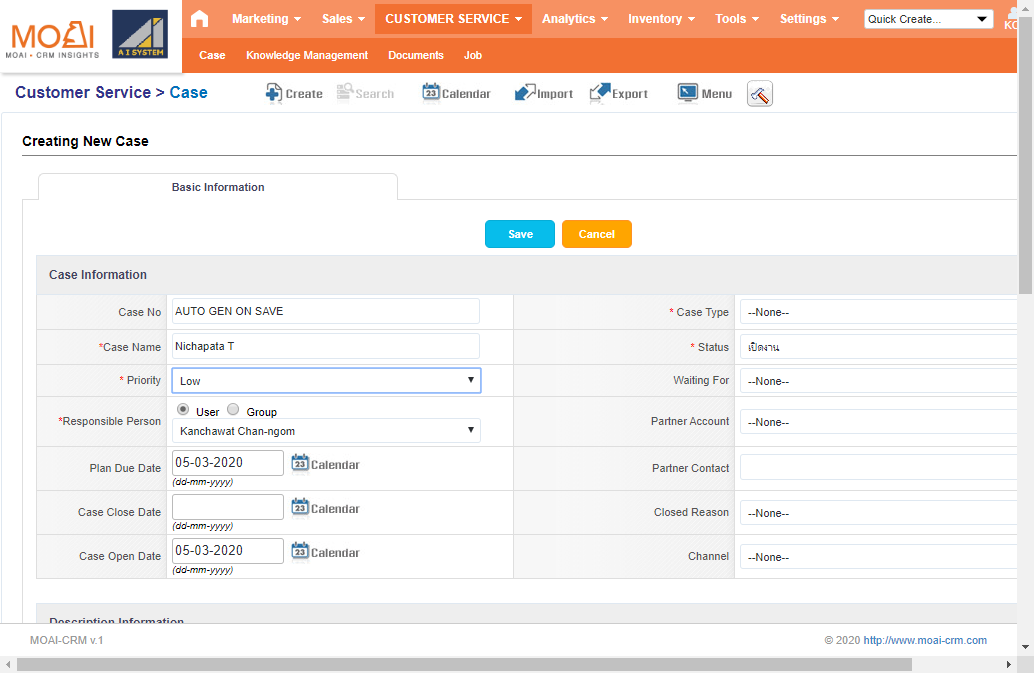 MOAI
MOAI • CRM INSIGHTS
A I SYSTEM
Marketing Sales CUSTOMER SERVICE Analytics Inventory Tools Settings Quick Create...
Case Knowledge Management Documents Job
Customer Service > Case Create Search 23 Calendar Import Export Menu
Creating New Case
Basic Information
Save Cancel
Case Information
Case No AUTO GEN ON SAVE * Case Type --None--
*Case Name Nichapata T * Status เปิดงาน
* Priority Low Waiting For --None--
*Responsible Person User Group
Kanchawat Chan-ngom Partner Account --None--
Plan Due Date 05-03-2020 23 Calendar Partner Contact
(dd-mm-yyyy)
Case Close Date 23 Calendar Closed Reason --None--
(dd-mm-yyyy)
Case Open Date 05-03-2020 23 Calendar Channel --None--
(dd-mm-yyyy)
Description Information
MOAI-CRM v.1 © 2020 http://www.moai-crm.com